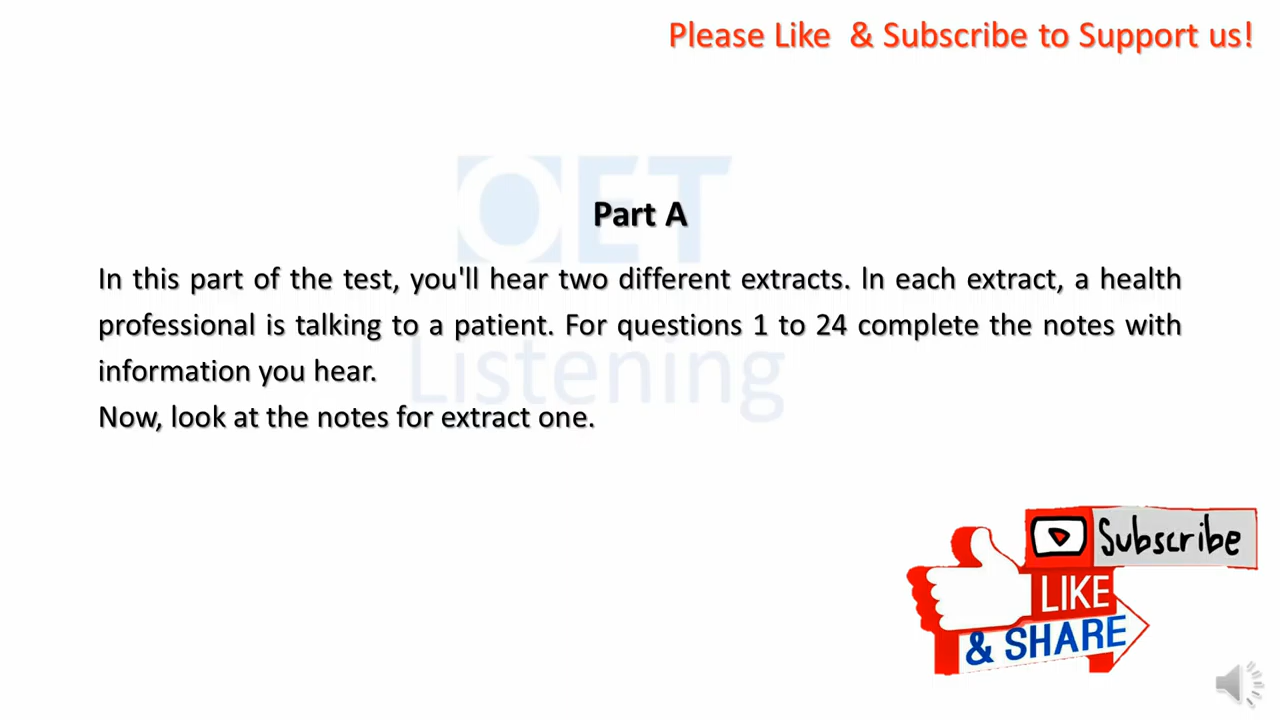 Please Like & Subscribe to Support us!
OET
Part A
In this part of the test, you'll hear two different extracts. In each extract, a health
professional is talking to a patient. For questions 1 to 24 complete the notes with
information you hear.
Listening
Now, look at the notes for extract one.
Subscribe
LIKE
& SHARE